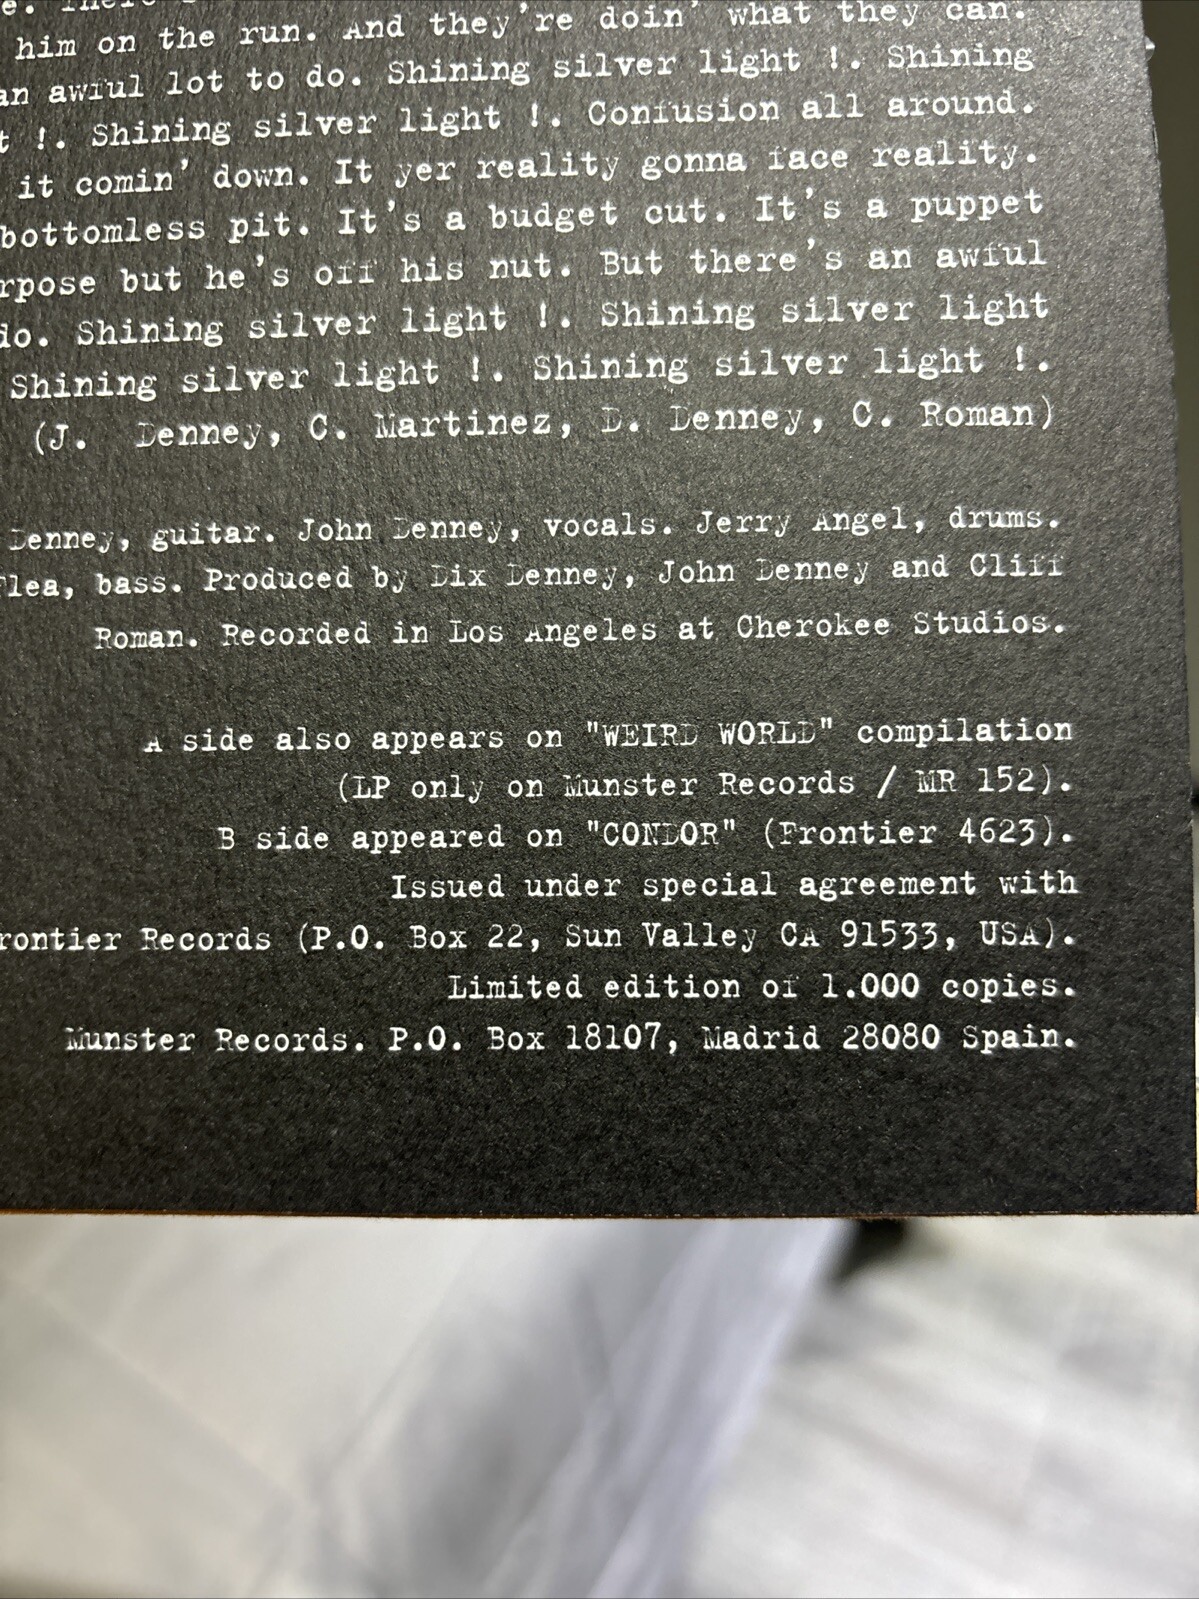 him on the run. And they're doin' what they can.
an awful lot to do. Shining silver light !. Shining
!. Shining silver light !. Confusion all around.
it comin' down. It yer reality gonna face reality.
bottomless pit. It's a budget cut. It's a puppet
but he's off his nut. But there's an awful
do. Shining silver light !. Shining silver light
Shining silver light !. Shining silver light !.
(J. Denney, C. Martinez, D. Denney, C. Roman)
Denney, guitar. John Denney, vocals. Jerry Angel, drums.
Flea, bass. Produced by Dix Denney, John Denney and Cliff
Roman. Recorded in Los Angeles at Cherokee Studios.
A side also appears on "WEIRD WORLD" compilation
(LP only on Munster Records / MR 152).
B side appeared on "CONDOR" (Frontier 4623).
Issued under special agreement with
rontier Records (P.O. Box 22, Sun Valley CA 91533, USA).
Limited edition of 1.000 copies.
Munster Records. P.O. Box 18107, Madrid 28080 Spain.